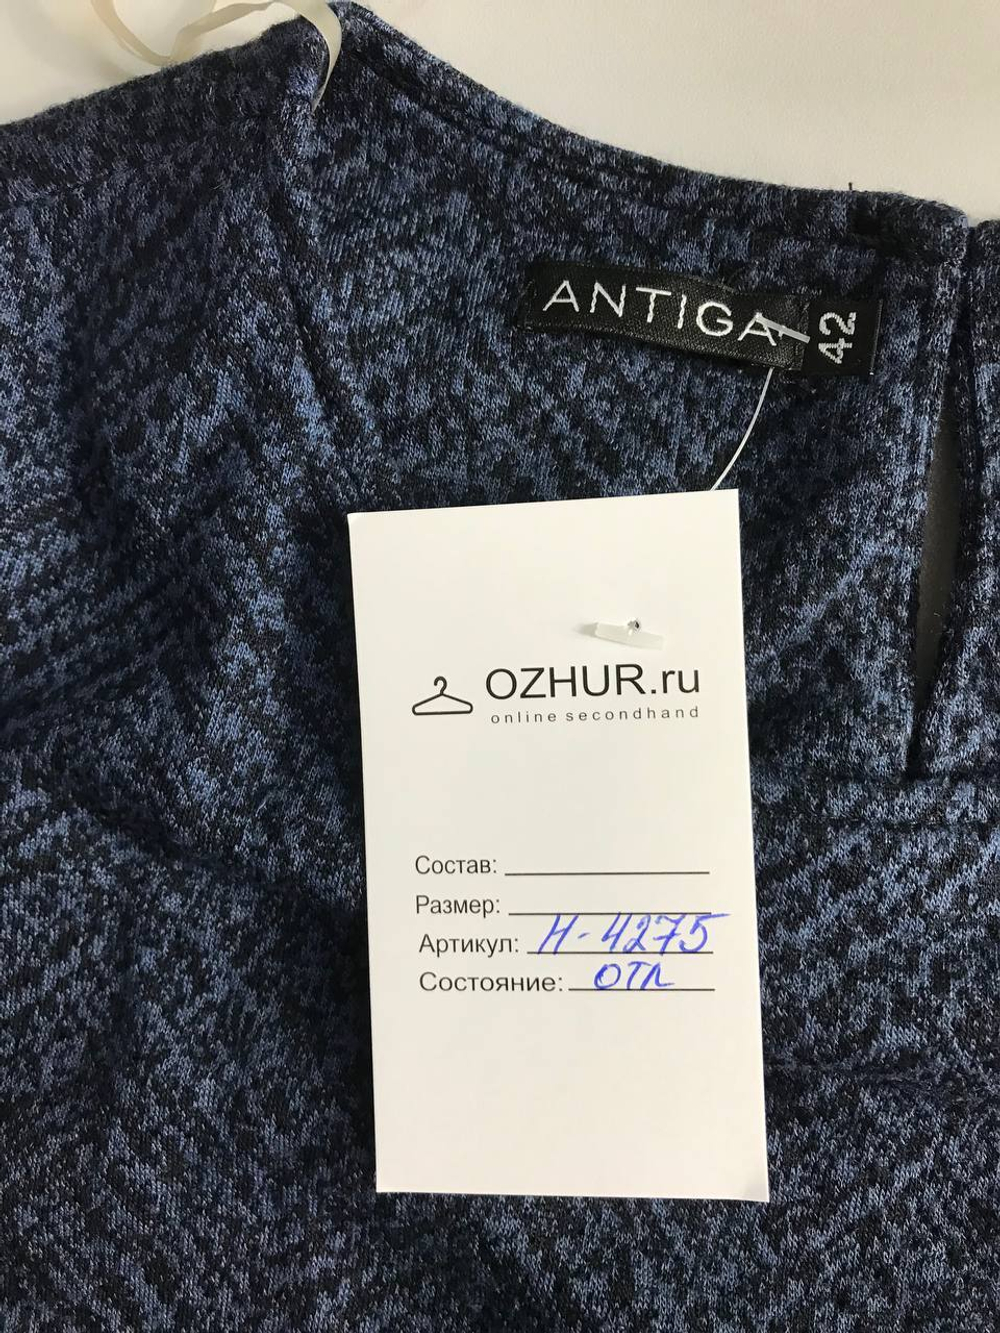 ANTIGA
42
OZHUR.ru
online secondhand
Состав:
Размер:
Артикул: Н-4275
Состояние: отл